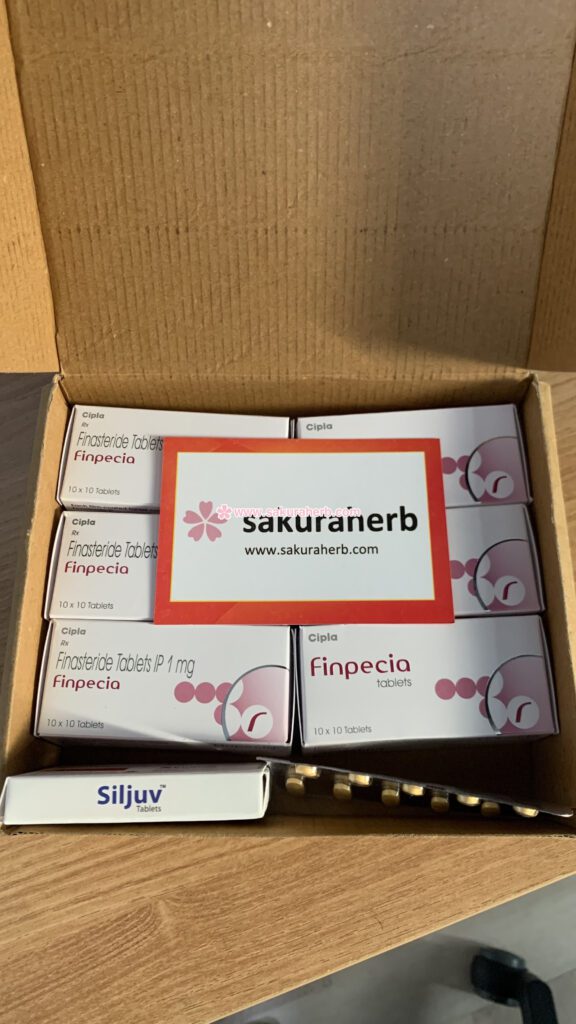 Cipla
Rx
Finasteride Tablets
Finpecia
10 x 10 Tablets
Cipla
www.sakuraherb.com
sakuraherb
www.sakuraherb.com
Cipla
Rx
Finasteride Tablets
Finpecia
10 x 10 Tablets
Cipla
Rx
Finasteride Tablets IP 1 mg
Finpecia
10 x 10 Tablets
Cipla
Finpecia
tablets
10 x 10 Tablets
Siljuv™
Tablets